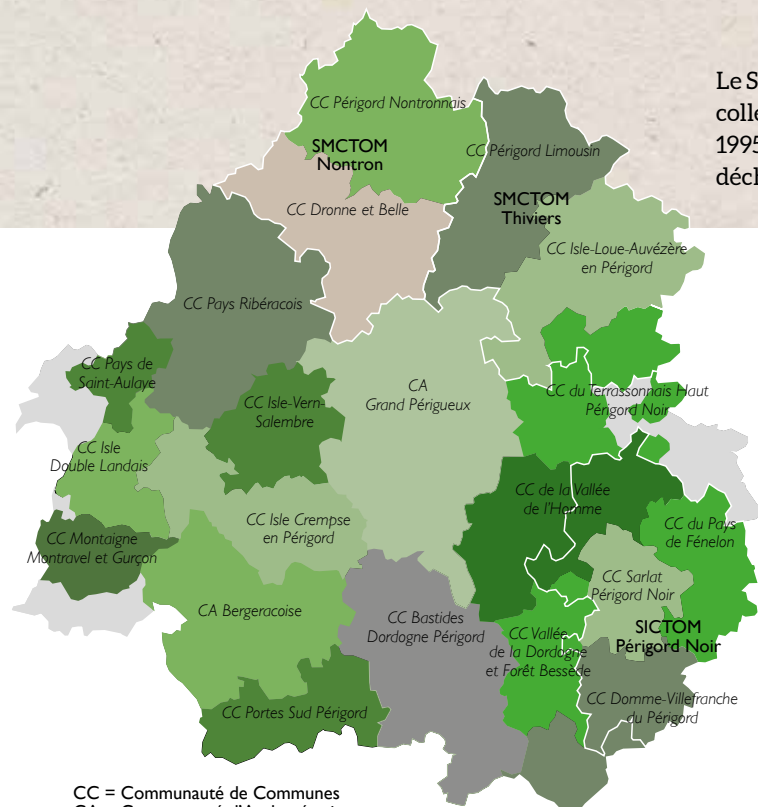 Le S
colle
1995
déch
CC Périgord Nontronnais
SMCTOM
Nontron
CC Périgord Limousin
SMCTOM
Thiviers
CC Dronne et Belle
CC Isle-Loue-Auvézère
en Périgord
CC Pays Ribéracois
CC Pays de
Saint-Aulaye
CA
Grand Périgueux
CC du Terrassonnais Haut
Périgord Noir
CC Isle-Vern-
Salembre
CC Isle
Double Landais
CC de la Vallée
de l'Homme
CC Isle Crempse
en Périgord
CC du Pays
de Fénelon
CC Montaigne
Montravel et Gurçon
CC Sarlat
Périgord Noir
CA Bergeracoise
CC Bastides
Dordogne Périgord
CC Vallée
de la Dordogne
et Forêt Bessède
SICTOM
Périgord Noir
CC Domme-Villefranche
du Périgord
CC Portes Sud Périgord
CC = Communauté de Communes